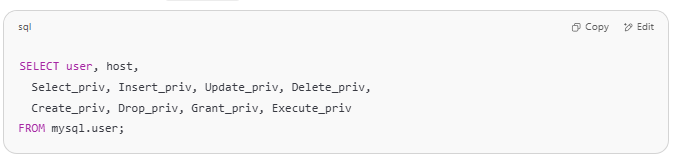 sql
Copy
Edit
SELECT user, host,
  Select_priv, Insert_priv, Update_priv, Delete_priv,
  Create_priv, Drop_priv, Grant_priv, Execute_priv
FROM mysql.user;